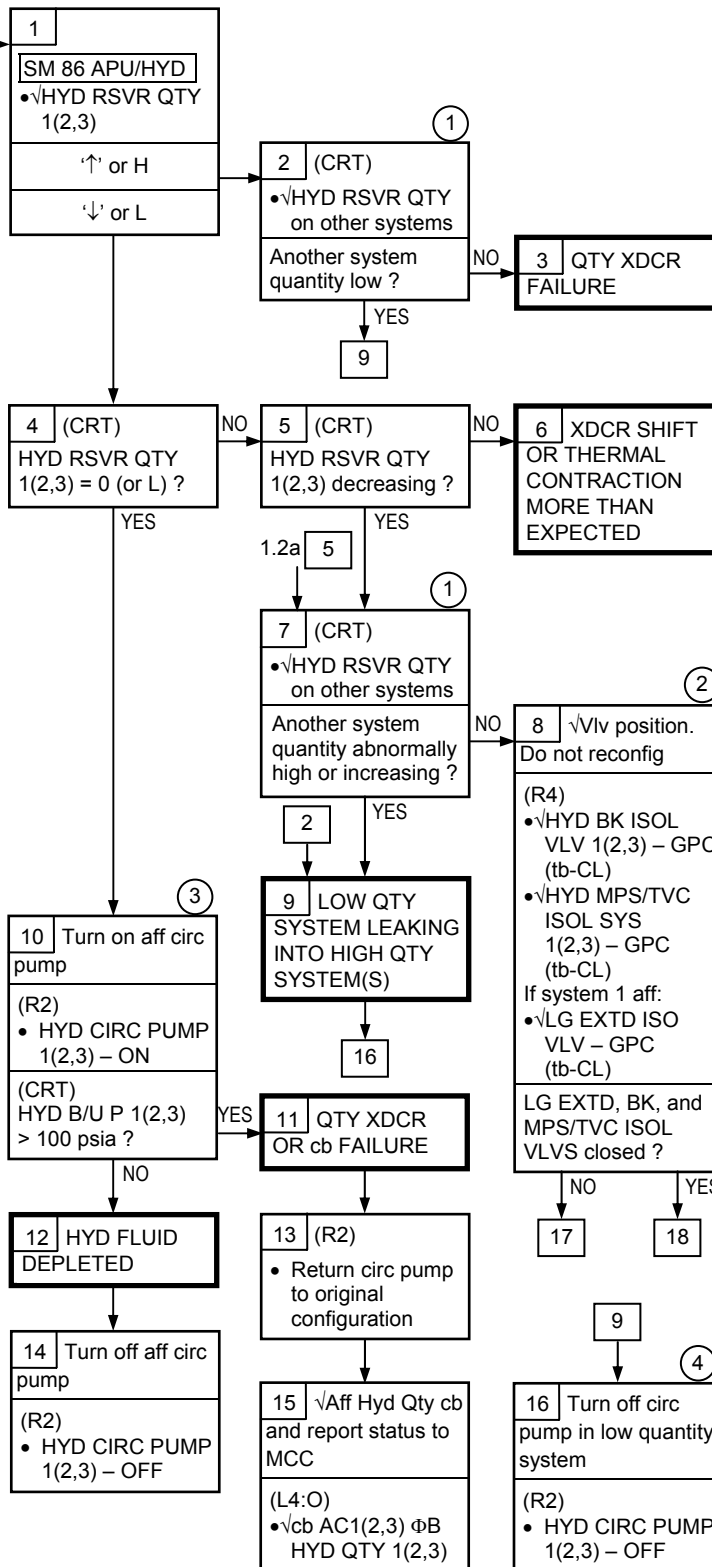 1
SM 86 APU/HYD
•√HYD RSVR QTY
1(2,3)
‘↑’ or H
‘↓’ or L
1
2 (CRT)
•√HYD RSVR QTY
on other systems
Another system
quantity low ?
NO
YES
9
3 QTY XDCR
FAILURE
4 (CRT)
HYD RSVR QTY
1(2,3) = 0 (or L) ?
NO
YES
5 (CRT)
HYD RSVR QTY
1(2,3) decreasing ?
NO
YES
6 XDCR SHIFT
OR THERMAL
CONTRACTION
MORE THAN
EXPECTED
1.2a 5
1
7 (CRT)
•√HYD RSVR QTY
on other systems
Another system
quantity abnormally
high or increasing ?
NO
YES
2
2
8 √Vlv position.
Do not reconfig
(R4)
•√HYD BK ISOL
VLV 1(2,3) – GPC
(tb-CL)
•√HYD MPS/TVC
ISOL SYS
1(2,3) – GPC
(tb-CL)
If system 1 aff:
•√LG EXTD ISO
VLV – GPC
(tb-CL)
LG EXTD, BK, and
MPS/TVC ISOL
VLVS closed ?
NO
YES
17
18
9 LOW QTY
SYSTEM LEAKING
INTO HIGH QTY
SYSTEM(S)
16
3
10 Turn on aff circ
pump
(R2)
• HYD CIRC PUMP
1(2,3) – ON
(CRT)
HYD B/U P 1(2,3)
> 100 psia ?
YES
NO
11 QTY XDCR
OR cb FAILURE
12 HYD FLUID
DEPLETED
13 (R2)
• Return circ pump
to original
configuration
14 Turn off aff circ
pump
(R2)
• HYD CIRC PUMP
1(2,3) – OFF
15 √Aff Hyd Qty cb
and report status to
MCC
(L4:O)
•√cb AC1(2,3) ΦB
HYD QTY 1(2,3)
9
4
16 Turn off circ
pump in low quantity
system
(R2)
• HYD CIRC PUMP
1(2,3) – OFF